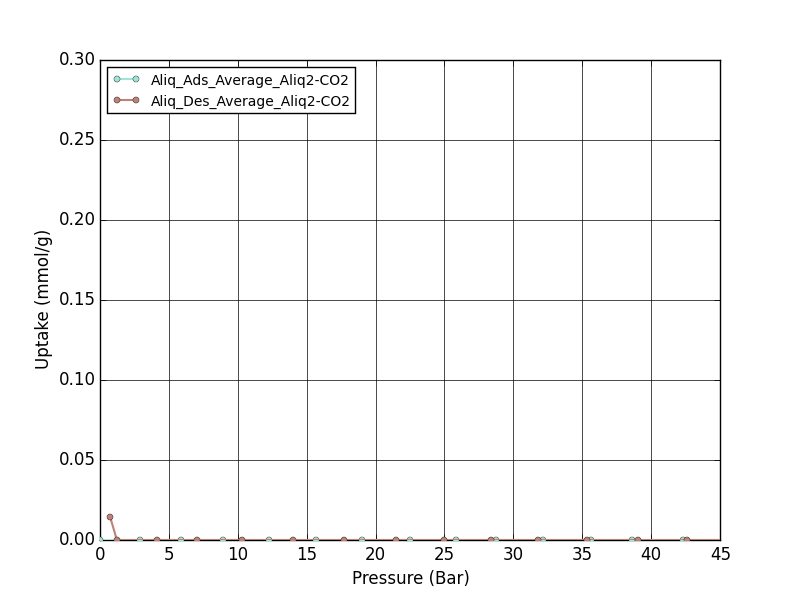 Aliq_Ads_Average_Aliq2-CO2
Aliq_Des_Average_Aliq2-CO2
0.30
0.25
0.20
0.15
0.10
0.05
0.00
Uptake (mmol/g)
0 5 10 15 20 25 30 35 40 45
Pressure (Bar)